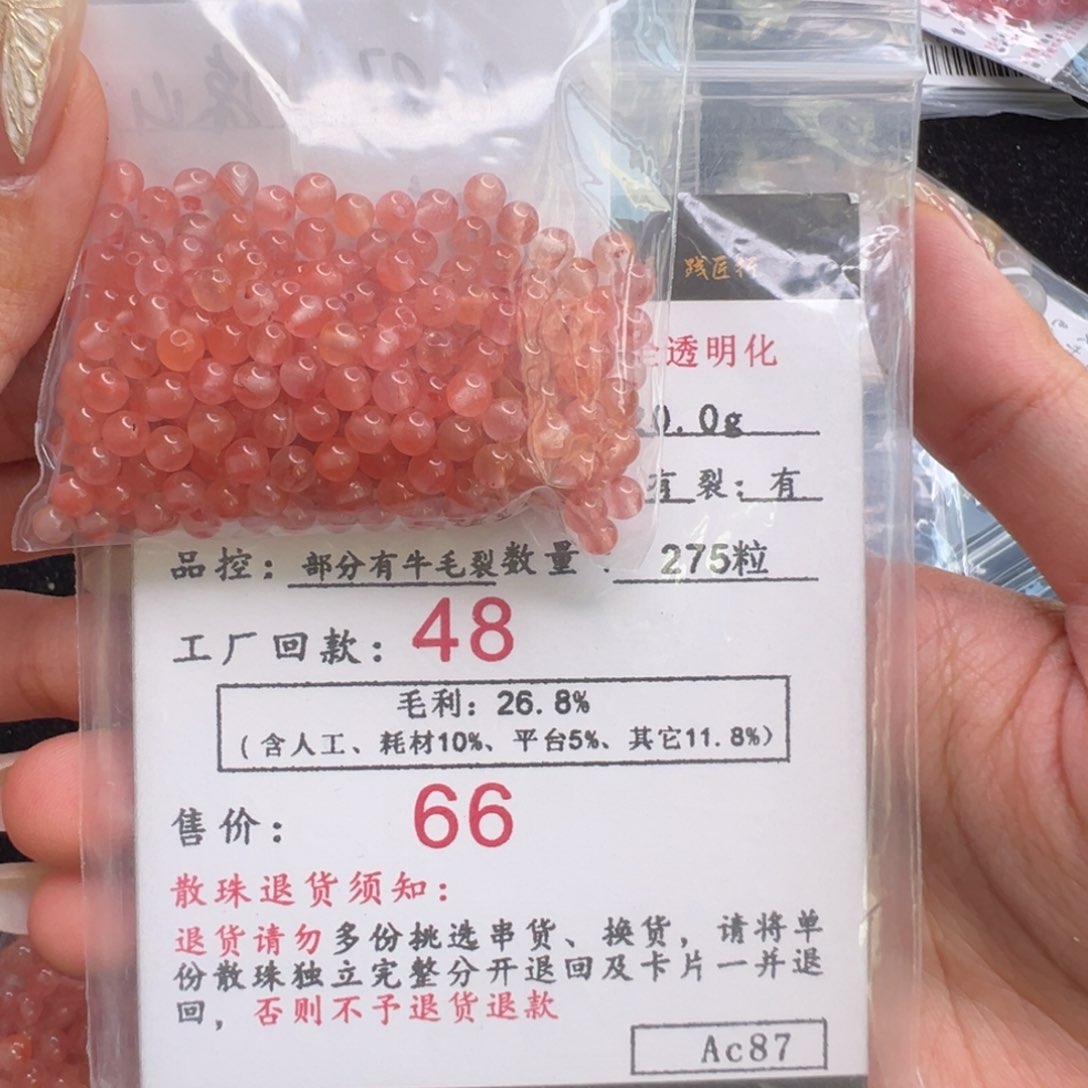 践匠行
全透明化
0.0g
有裂：有
品控：部分有牛毛裂数量：275粒
工厂回款：48
毛利：26.8%
（含人工、耗材10%、平台5%、其它11.8%）
售价：66
散珠退货须知：
退货请勿多份挑选串货、换货，请将单
份散珠独立完整分开退回及卡片一并退
回，否则不予退货退款
Ac87